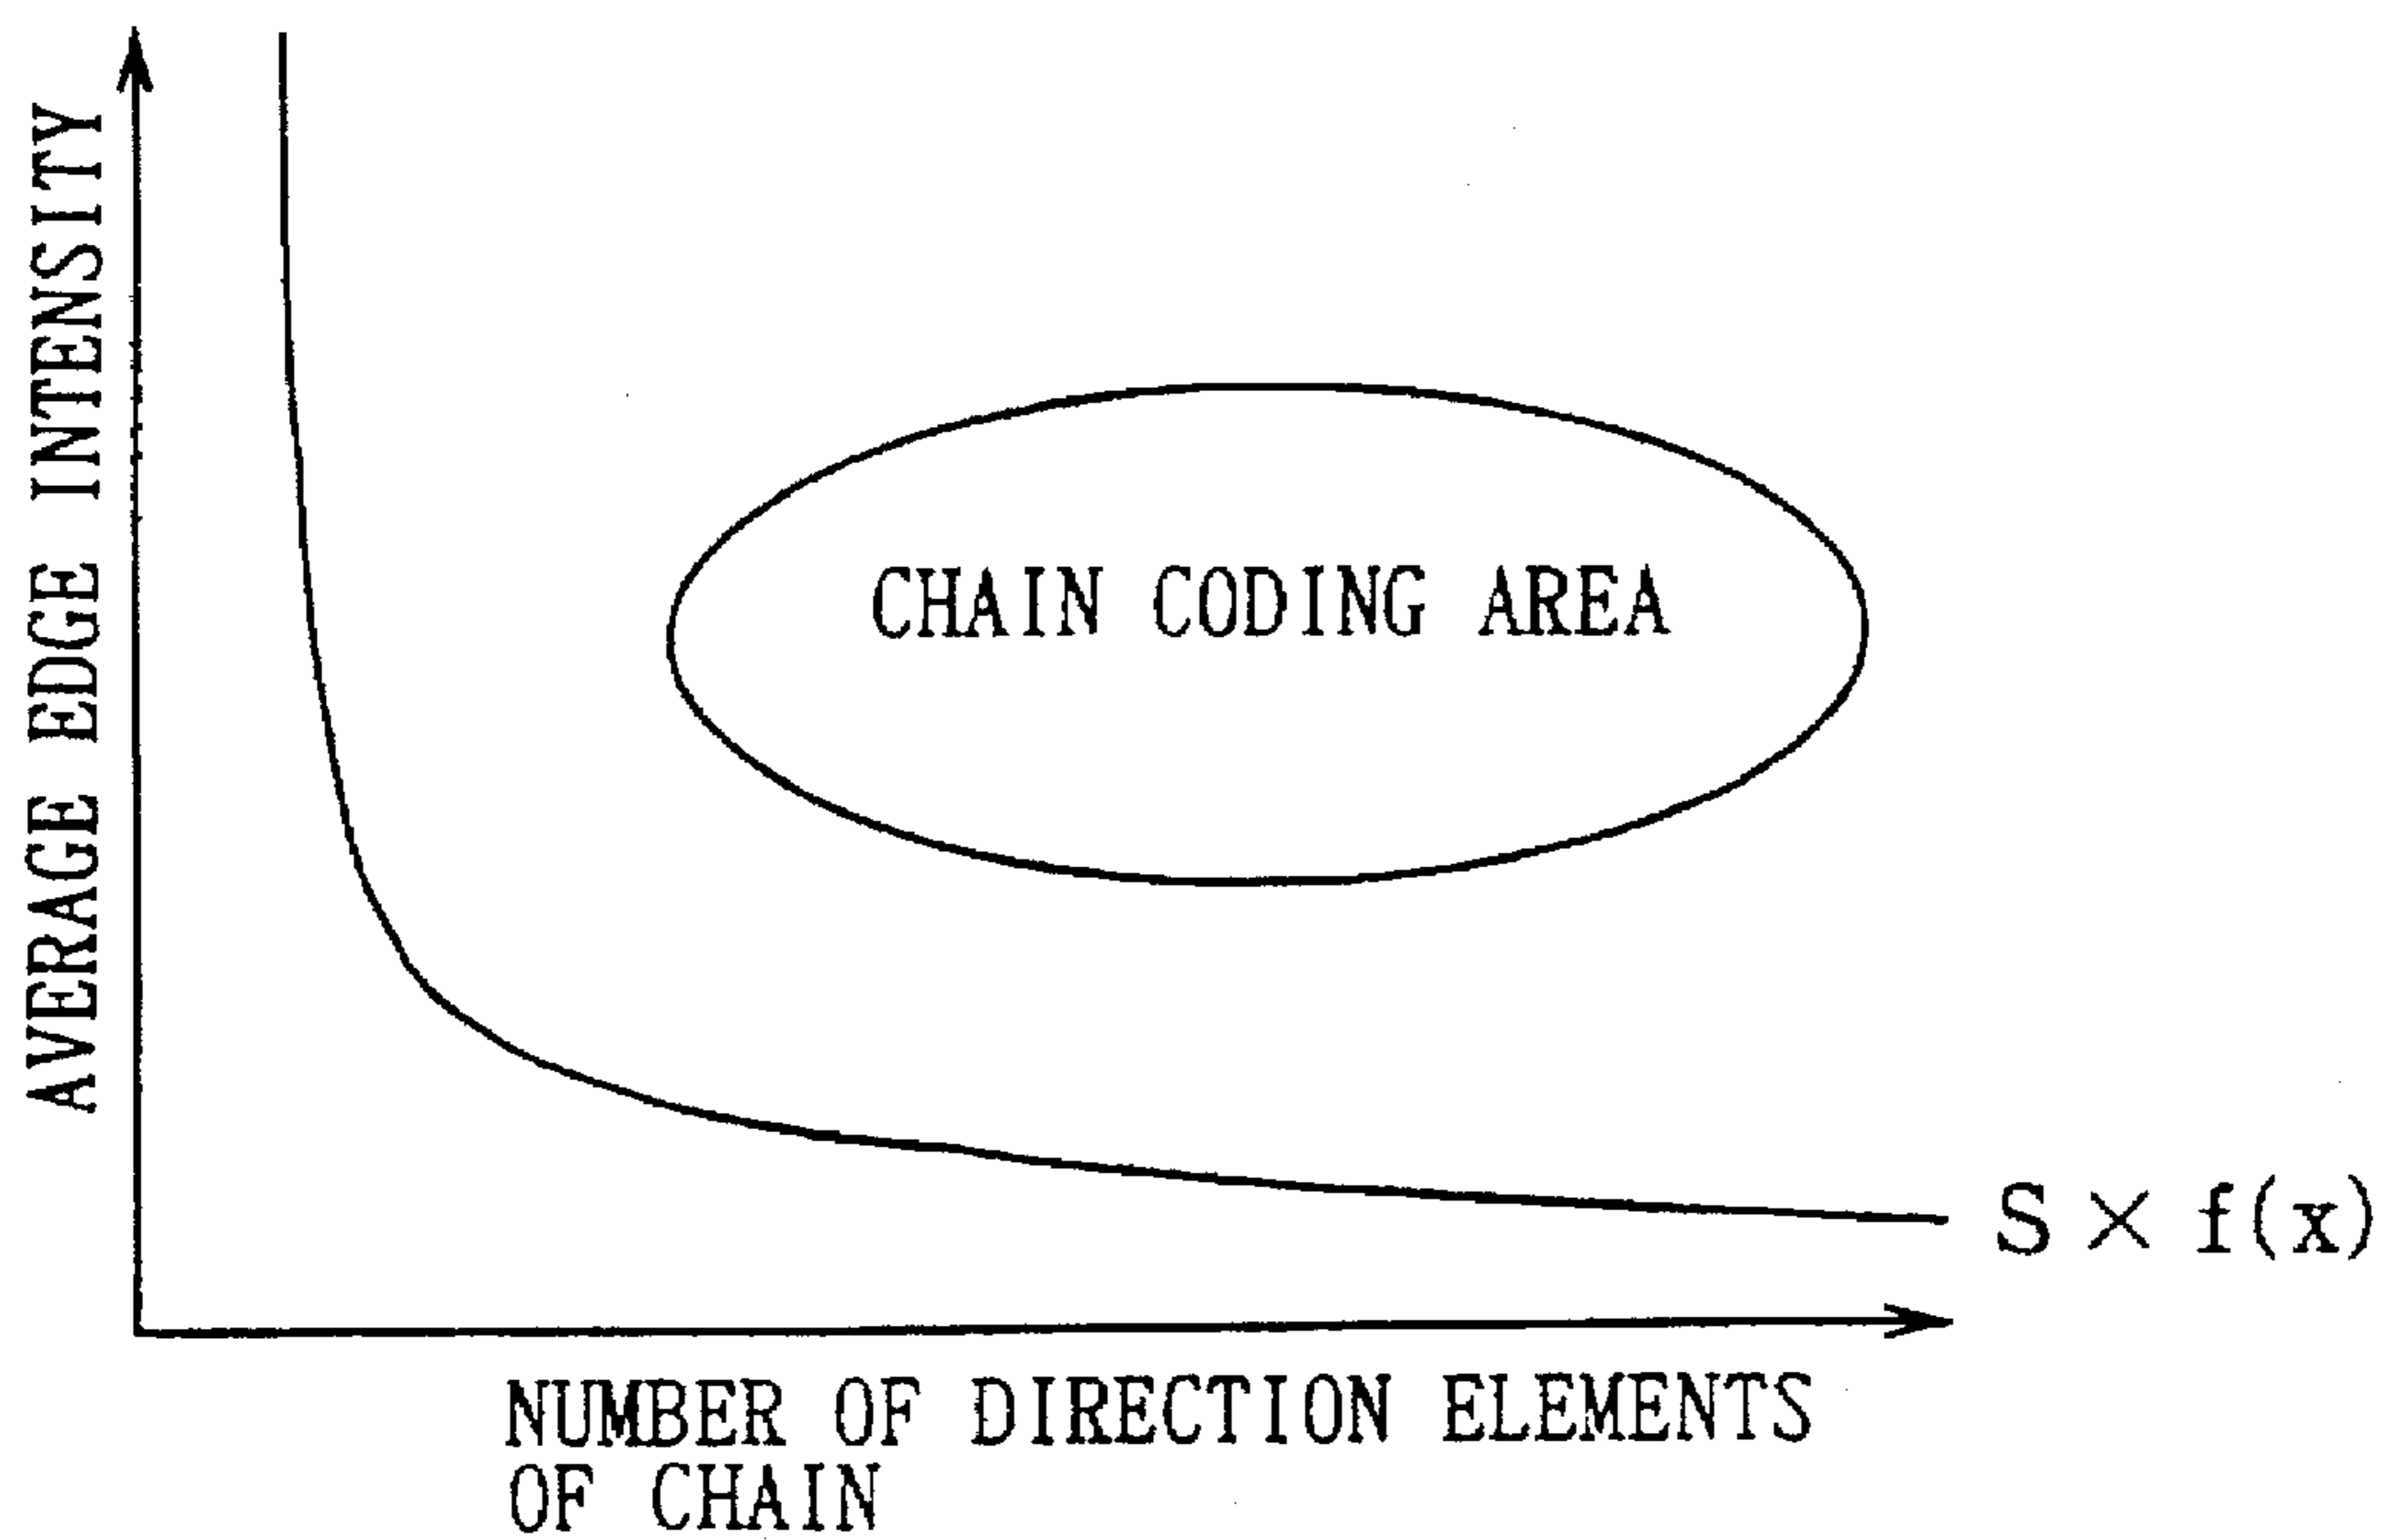 AVERAGE EDGE INTENSITY
CHAIN CODING AREA
S × f(x)
NUMBER OF DIRECTION ELEMENTS
OF CHAIN